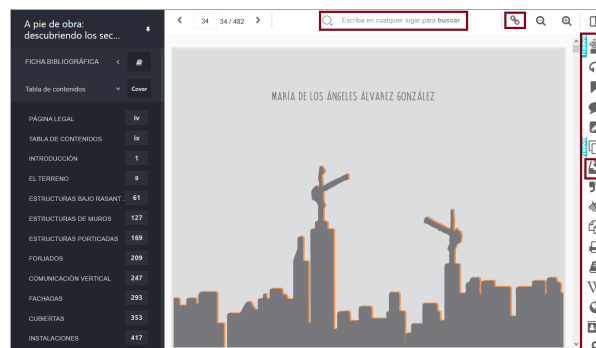 A pie de obra:
descubriendo los sec...
34 34 / 482
Escriba en cualquier lugar para buscar
FICHA BIBLIOGRÁFICA
Tabla de contenidos Cover
PÁGINA LEGAL iv
TABLA DE CONTENIDOS ix
INTRODUCCIÓN 1
EL TERRENO 9
ESTRUCTURAS BAJO RASANT... 61
ESTRUCTURAS DE MUROS 127
ESTRUCTURAS PORTICADAS 169
FORJADOS 209
COMUNICACIÓN VERTICAL 247
FACHADAS 293
CUBIERTAS 353
INSTALACIONES 417
MARÍA DE LOS ÁNGELES ÁLVAREZ GONZÁLEZ